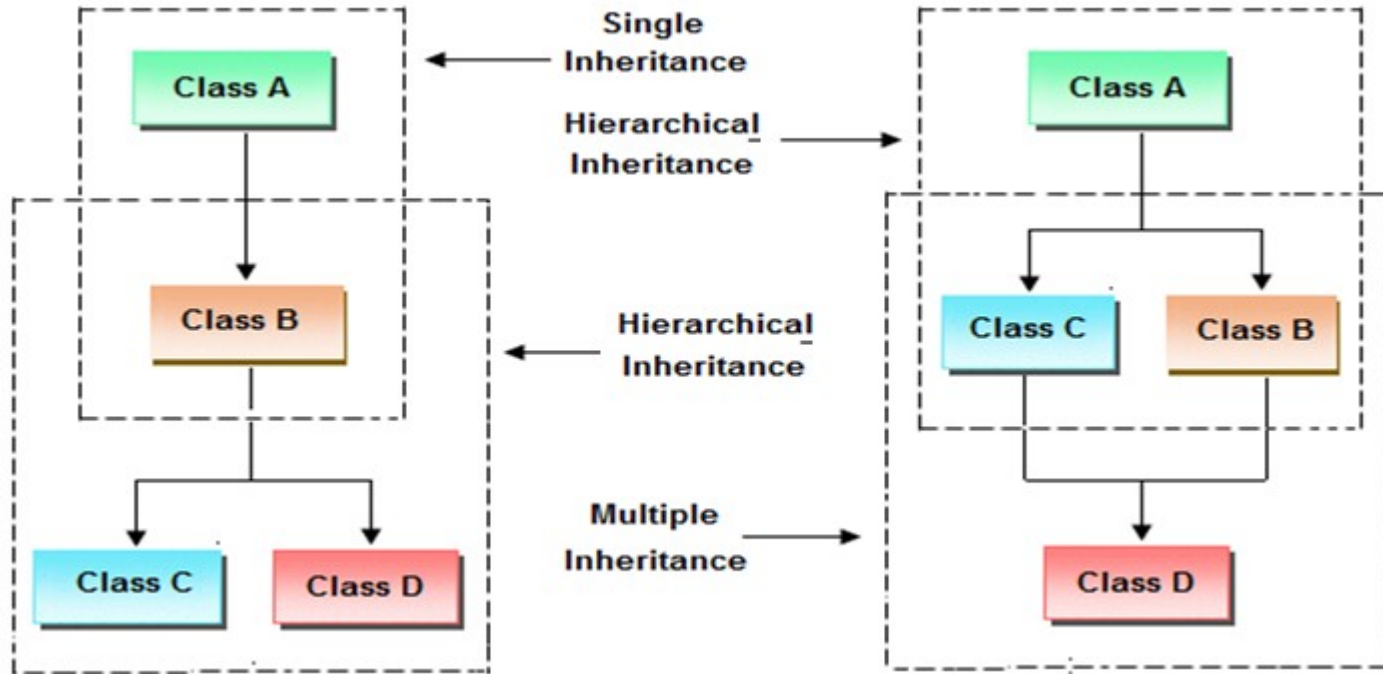 Class A
Class B
Class C
Class D
Single
Inheritance
Hierarchical
Inheritance
Hierarchical
Inheritance
Multiple
Inheritance
Class A
Class C
Class B
Class D